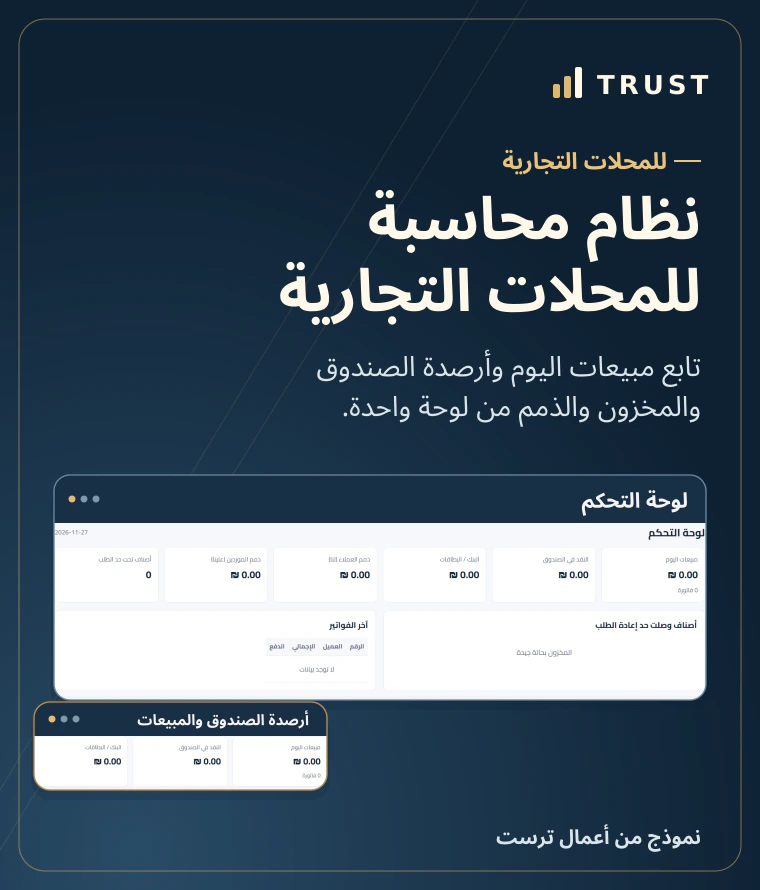 TRUST
للمحلات التجارية
نظام محاسبة
للمحلات التجارية
تابع مبيعات اليوم وأرصدة الصندوق
والمخزون والذمم من لوحة واحدة.
لوحة التحكم
لوحة التحكم
2026-11-27
مبيعات اليوم
₪ 0.00
0 فاتورة
النقد في الصندوق
₪ 0.00
البنك / البطاقات
₪ 0.00
ذمم العملاء (لنا)
₪ 0.00
ذمم الموردين (علينا)
₪ 0.00
أصناف تحت حد الطلب
0
أصناف وصلت حد إعادة الطلب
المخزون بحالة جيدة.
آخر الفواتير
الرقم العميل الإجمالي الدفع
لا توجد بيانات
أرصدة الصندوق والمبيعات
مبيعات اليوم
₪ 0.00
0 فاتورة
النقد في الصندوق
₪ 0.00
البنك / البطاقات
₪ 0.00
نموذج من أعمال ترست